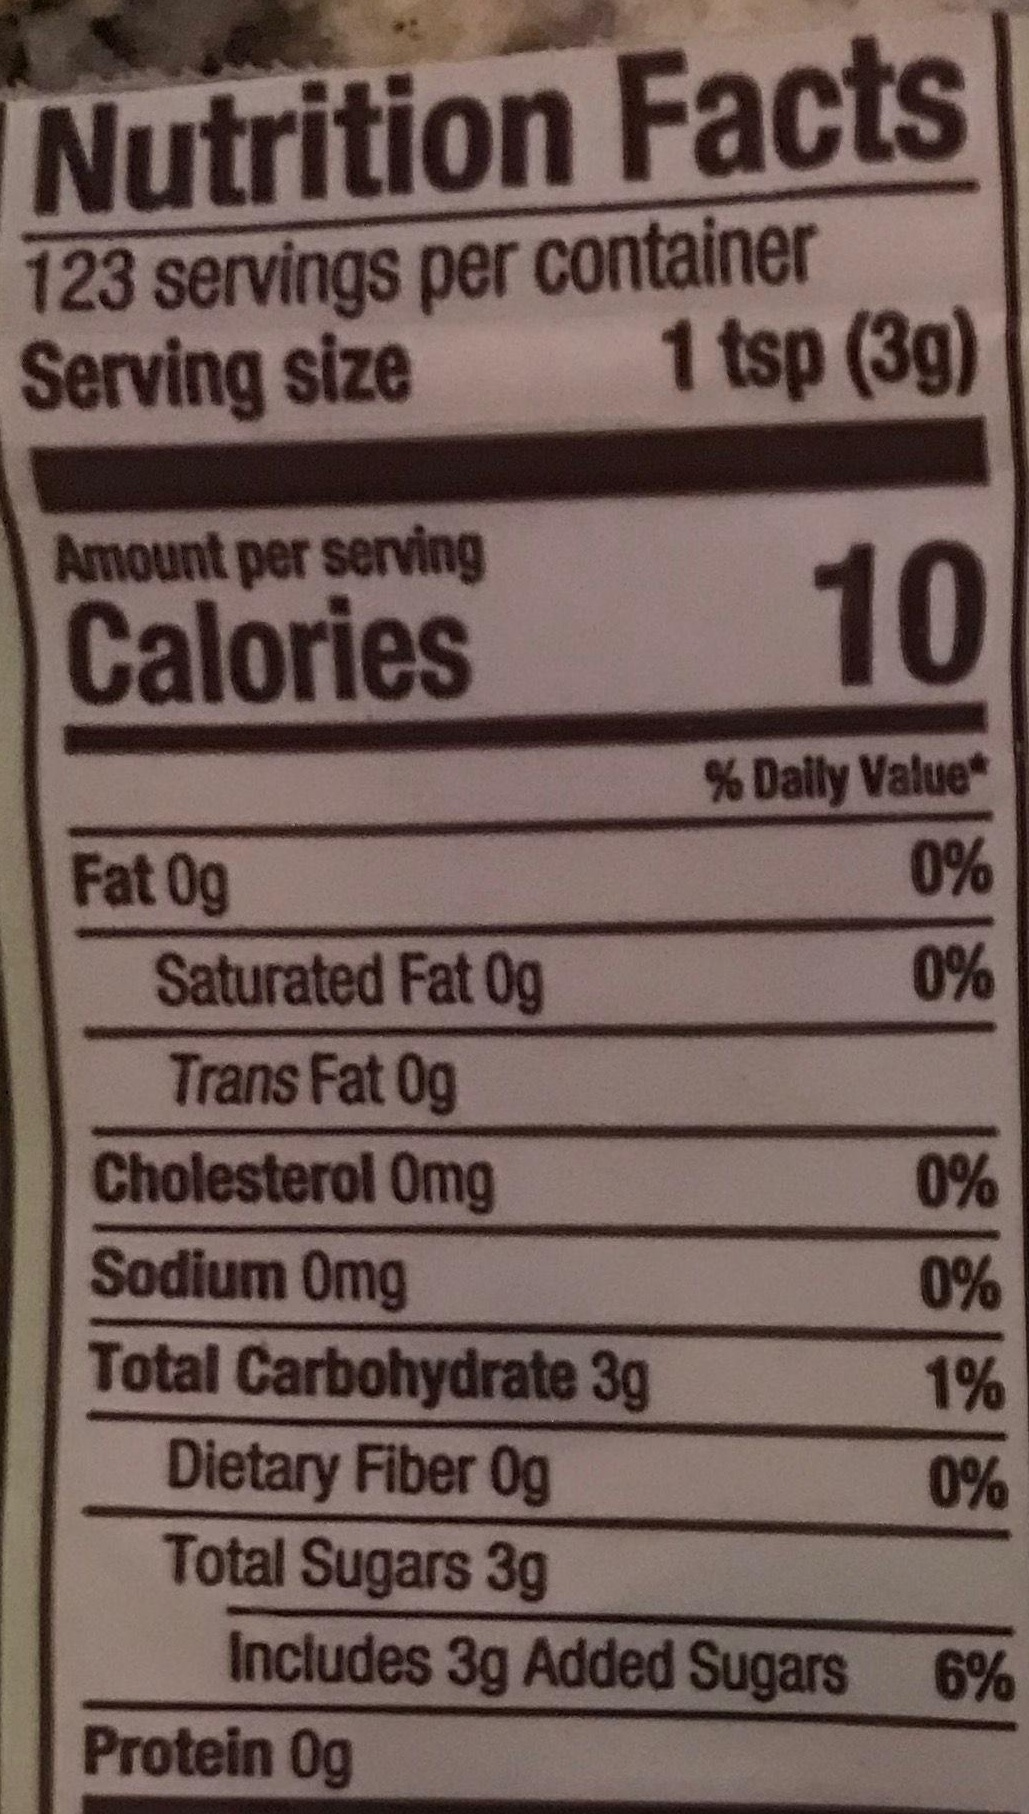 Nutrition Facts
123 servings per container
Serving size 1 tsp (3g)
Amount per serving
Calories 10
% Daily Value*
Fat 0g 0%
Saturated Fat 0g 0%
Trans Fat 0g
Cholesterol 0mg 0%
Sodium 0mg 0%
Total Carbohydrate 3g 1%
Dietary Fiber 0g 0%
Total Sugars 3g
Includes 3g Added Sugars 6%
Protein 0g